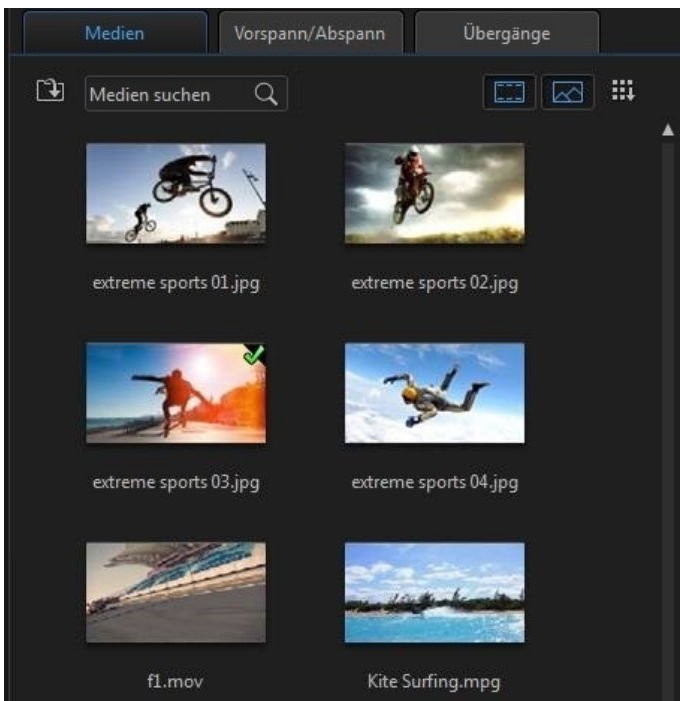 Medien
Vorspann/Abspann
Übergänge
Medien suchen
extreme sports 01.jpg
extreme sports 02.jpg
extreme sports 03.jpg
extreme sports 04.jpg
f1.mov
Kite Surfing.mpg